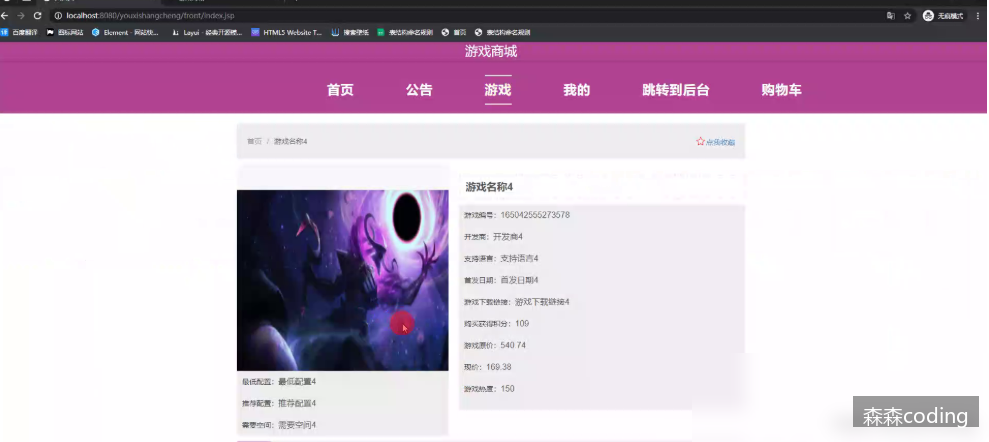 localhost:8080/youxishangcheng/front/index.jsp
无痕模式
百度翻译
图标网站
Element - 网站快...
Layui - 经典开源模...
HTML5 Website T...
搜索壁纸
表结构命名规则
首页
表结构命名规则
游戏商城
首页
公告
游戏
我的
跳转到后台
购物车
首页 / 游戏名称4
点我收藏
游戏名称4
游戏编号：165042555273578
开发商：开发商4
支持语言：支持语言4
首发日期：首发日期4
游戏下载链接：游戏下载链接4
购买获得积分：109
游戏原价：540.74
现价：169.38
游戏热度：150
最低配置：最低配置4
推荐配置：推荐配置4
需要空间：需要空间4
森森coding